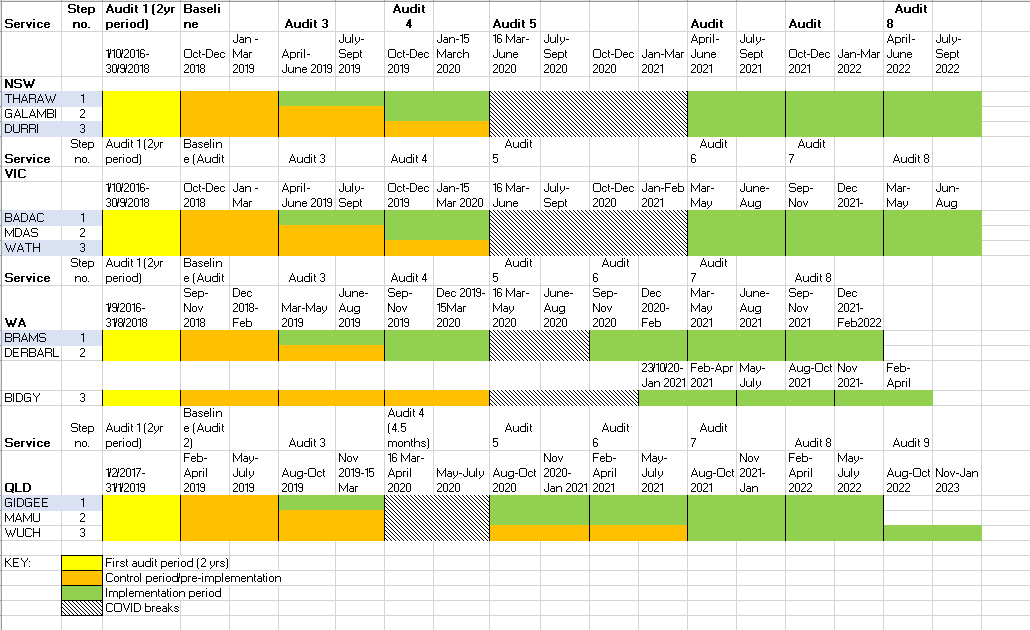 Service Step no. Audit 1 (2yr period) Baseli ne Audit 3 Audit 4 Audit 5 Audit Audit Audit 8
1/10/2016-30/9/2018 Oct-Dec 2018 Jan - Mar 2019 April-June 2019 July-Sept 2019 Oct-Dec 2019 Jan-15 March 2020 16 Mar-June 2020 July-Sept 2020 Oct-Dec 2020 Jan-Mar 2021 April-June 2021 July-Sept 2021 Oct-Dec 2021 Jan-Mar 2022 April-June 2022 July-Sept 2022
NSW
THARAW 1
GALAMBI 2
DURRI 3
Service Step no. Audit 1 (2yr period) Baselin e (Audit Audit 3 Audit 4 Audit 5 Audit 6 Audit 7 Audit 8
VIC
1/10/2016-30/9/2018 Oct-Dec 2018 Jan - Mar April-June 2019 July-Sept Oct-Dec 2019 Jan-15 Mar 2020 16 Mar-June July-Sept Oct-Dec 2020 Jan-Feb 2021 Mar-May June-Aug Sep-Nov Dec 2021- Mar-May Jun-Aug
BADAC 1
MDAS 2
WATH 3
Service Step no. Audit 1 (2yr period) Baselin e (Audit Audit 3 Audit 4 Audit 5 Audit 6 Audit 7 Audit 8
WA 1/9/2016-31/8/2018 Sep-Nov 2018 Dec 2018-Feb Mar-May 2019 June-Aug 2019 Sep-Nov 2019 Dec 2019-15Mar 2020 16 Mar-May 2020 June-Aug 2020 Sep-Nov 2020 Dec 2020-Feb Mar-May 2021 June-Aug 2021 Sep-Nov 2021 Dec 2021-Feb2022
BRAMS 1
DERBARL 2
23/10/20-Jan 2021 Feb-Apr 2021 May-July Aug-Oct 2021 Nov 2021- Feb-April
BIDGY 3
Service Step no. Audit 1 (2yr period) Baselin e (Audit 2) Audit 3 Audit 4 (4.5 months) Audit 5 Audit 6 Audit 7 Audit 8 Audit 9
QLD 1/2/2017-31/1/2019 Feb-April 2019 May-July 2019 Aug-Oct 2019 Nov 2019-15 Mar 16 Mar-April 2020 May-July 2020 Aug-Oct 2020 Nov 2020-Jan 2021 Feb-April 2021 May-July 2021 Aug-Oct 2021 Nov 2021-Jan Feb-April 2022 May-July 2022 Aug-Oct 2022 Nov-Jan 2023
GIDGEE 1
MAMU 2
WUCH 3
KEY: First audit period (2 yrs)
Control period/pre-implementation
Implementation period
COVID breaks